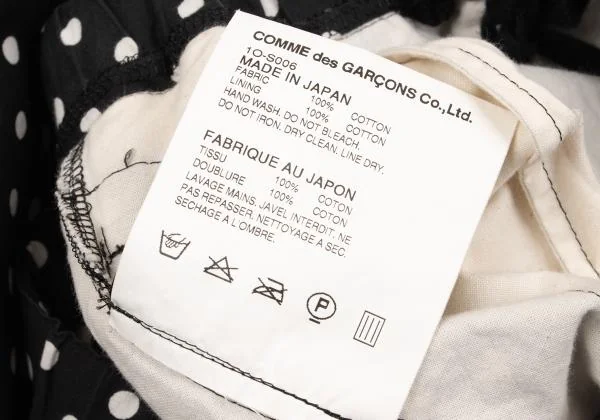 COMME des GARÇONS Co.,Ltd.
1O-S006
MADE IN JAPAN
FABRIC 100% COTTON
LINING 100% COTTON
HAND WASH. DO NOT BLEACH.
DO NOT IRON. DRY CLEAN. LINE DRY.
FABRIQUE AU JAPON
TISSU 100% COTON
DOUBLURE 100% COTON
LAVAGE MAINS, JAVEL INTERDIT. NE
PAS REPASSER. NETTOYAGE A SEC.
SECHAGE A L'OMBRE.
P